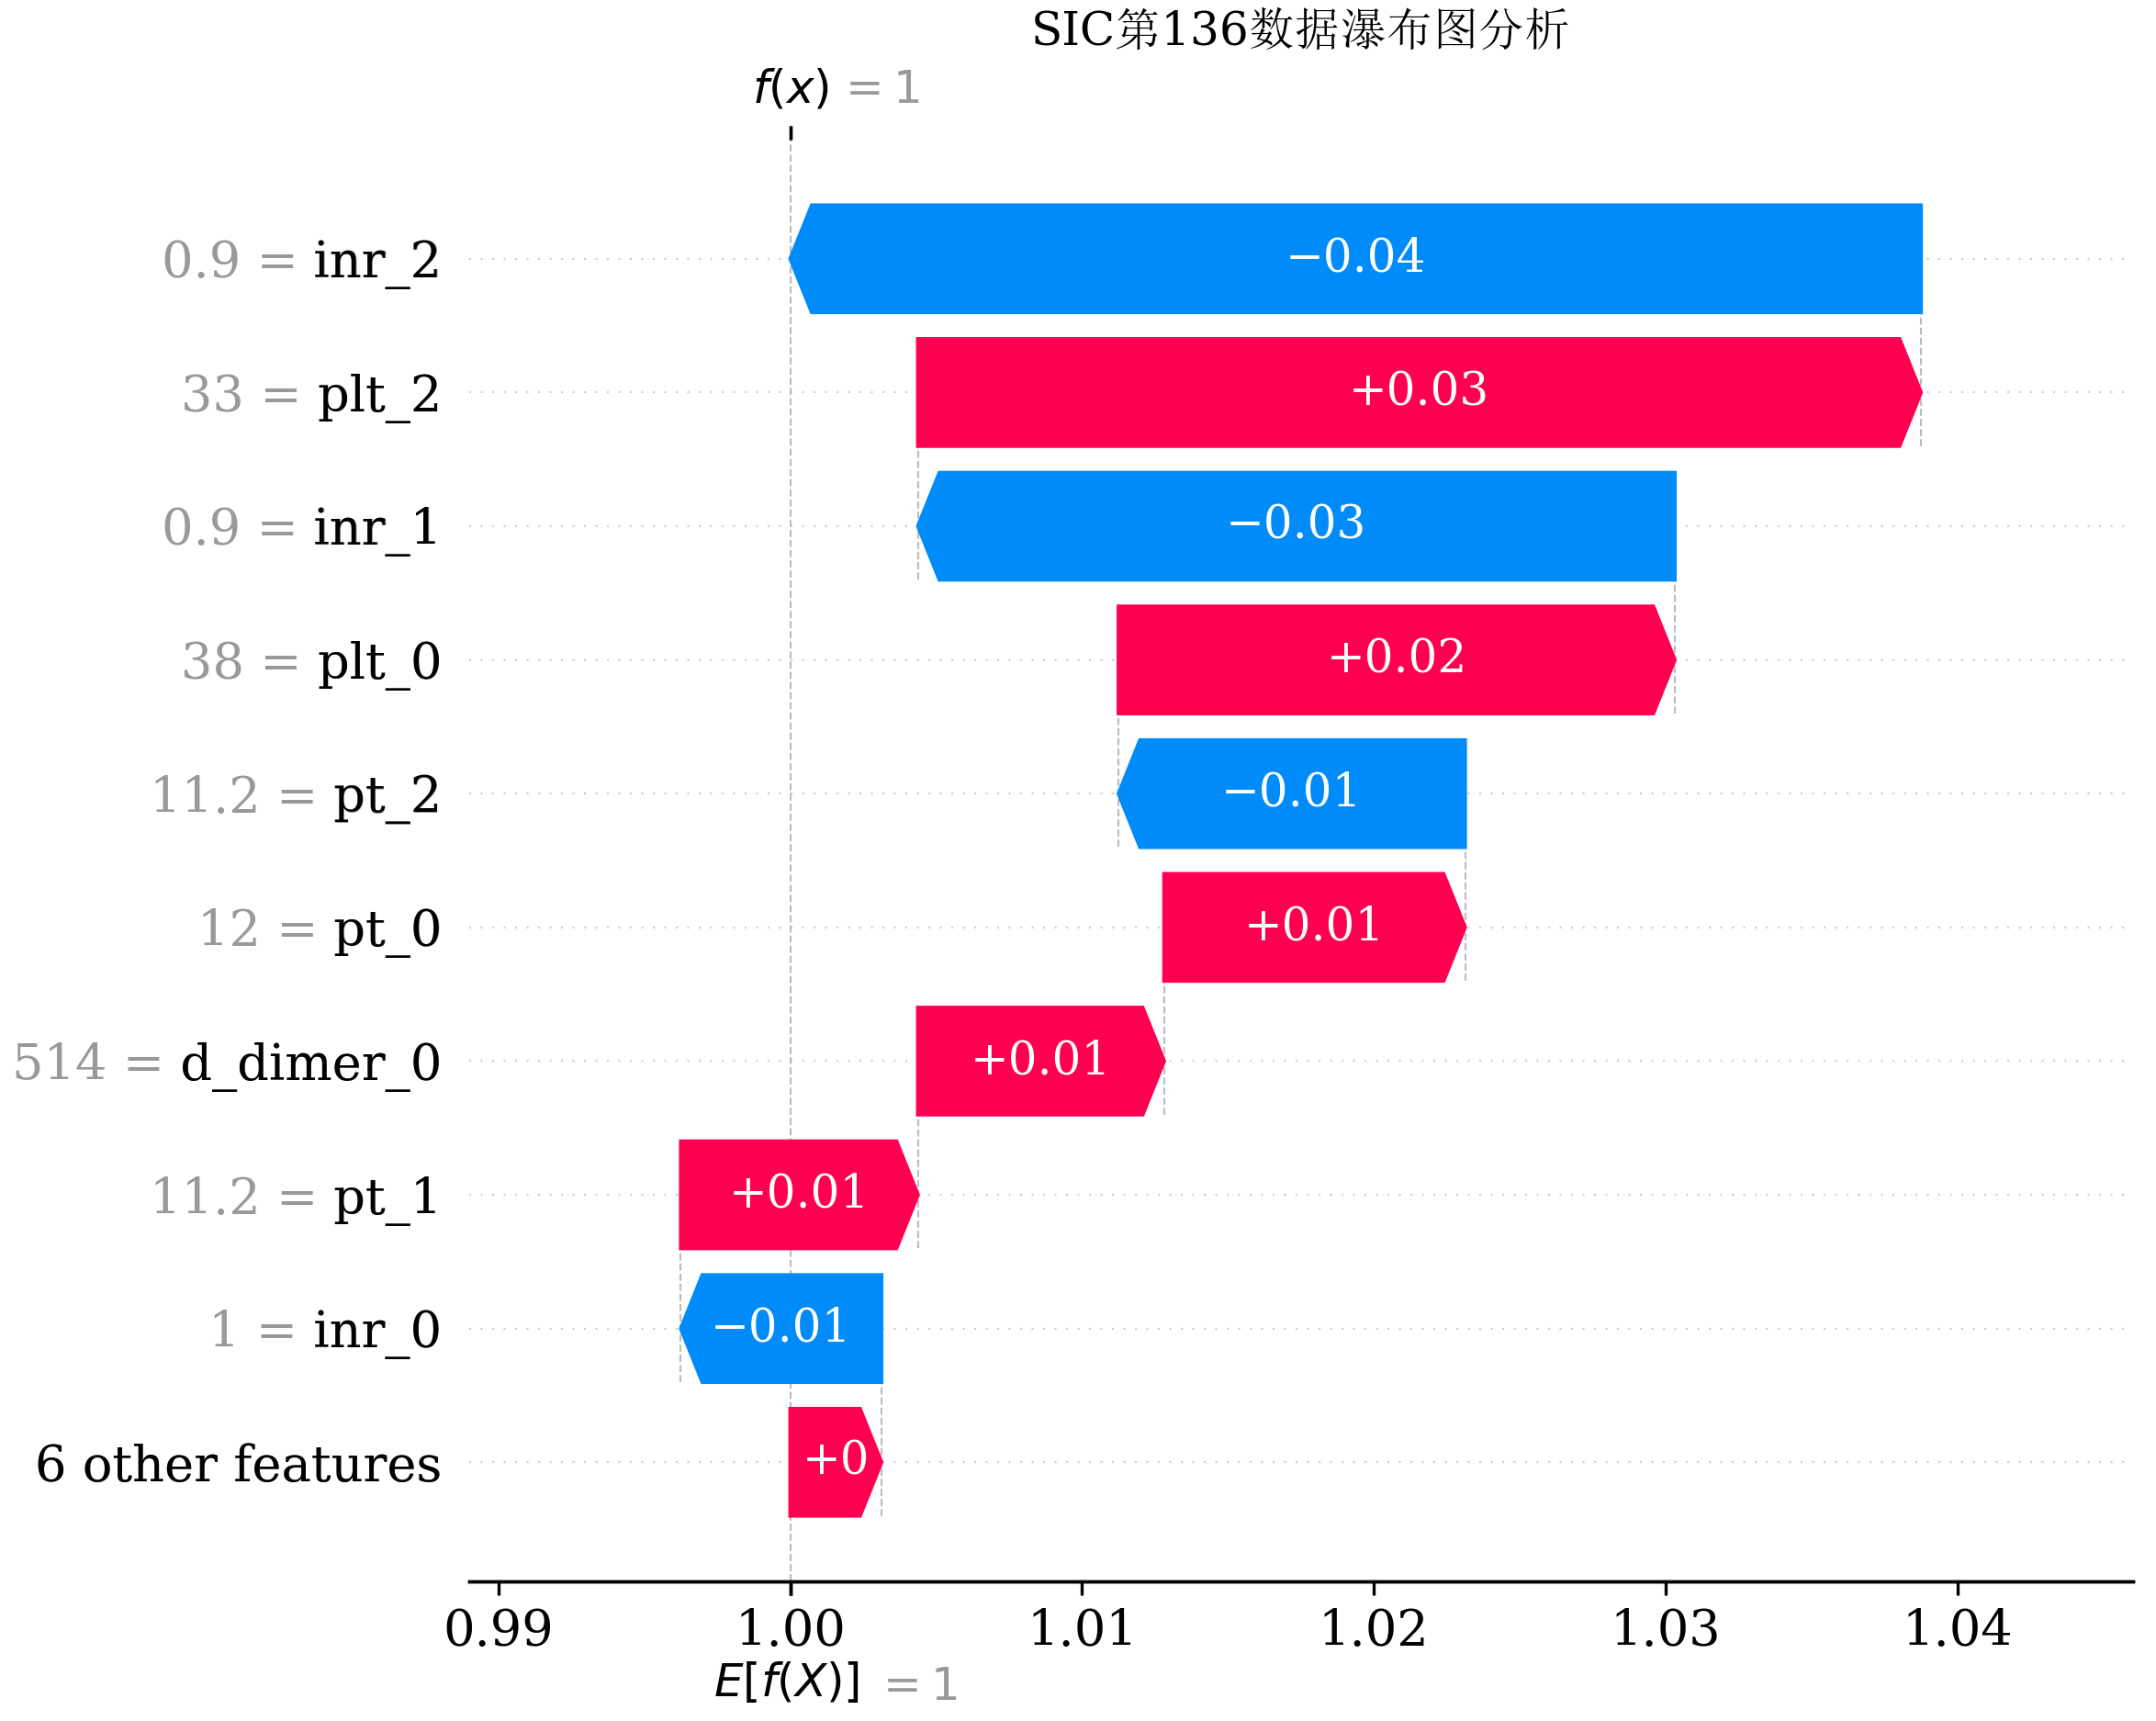 SIC第136数据瀑布图分析
f(x) = 1
0.9 = inr_2
−0.04
33 = plt_2
+0.03
0.9 = inr_1
−0.03
38 = plt_0
+0.02
11.2 = pt_2
−0.01
12 = pt_0
+0.01
514 = d_dimer_0
+0.01
11.2 = pt_1
+0.01
1 = inr_0
−0.01
6 other features
+0
0.99 1.00 1.01 1.02 1.03 1.04
E[f(X)] = 1